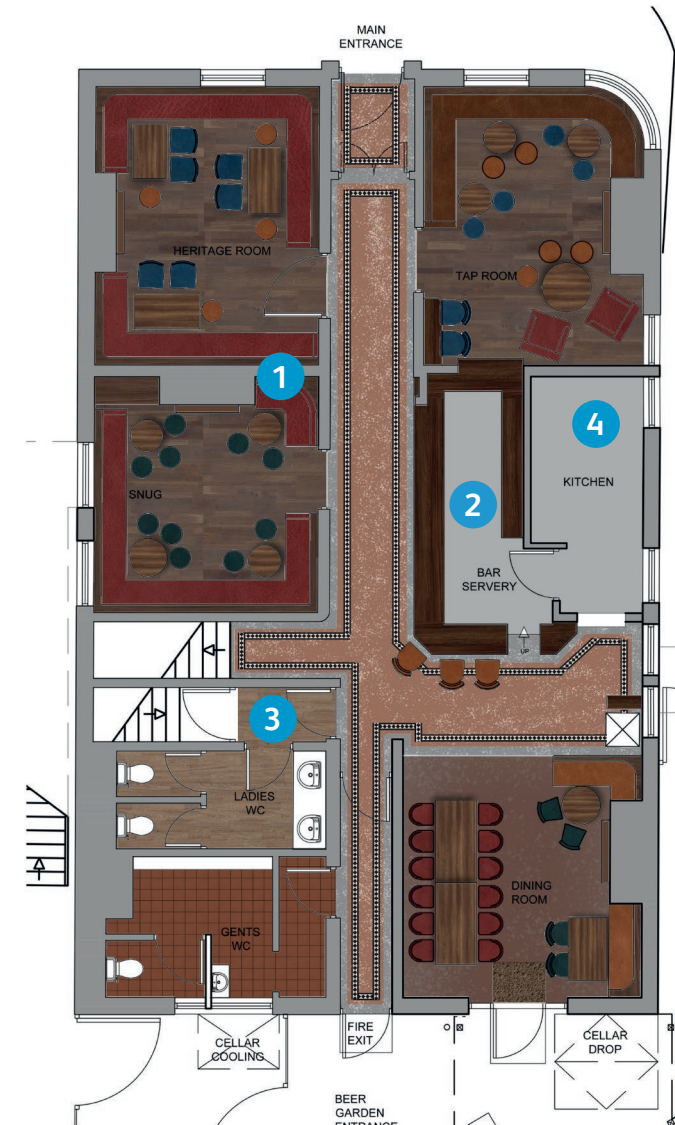 MAIN
ENTRANCE
HERITAGE ROOM
TAP ROOM
1
4
KITCHEN
SNUG
2
BAR
SERVERY
UP
3
LADIES
WC
DINING
ROOM
GENTS
WC
FIRE
EXIT
CELLAR
COOLING
CELLAR
DROP
BEER
GARDEN
ENTRANCE